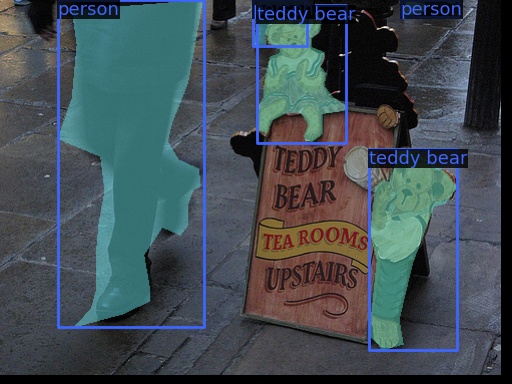 person
teddy bear
person
teddy bear
TEDDY
BEAR
TEA ROOMS
UPSTAIRS